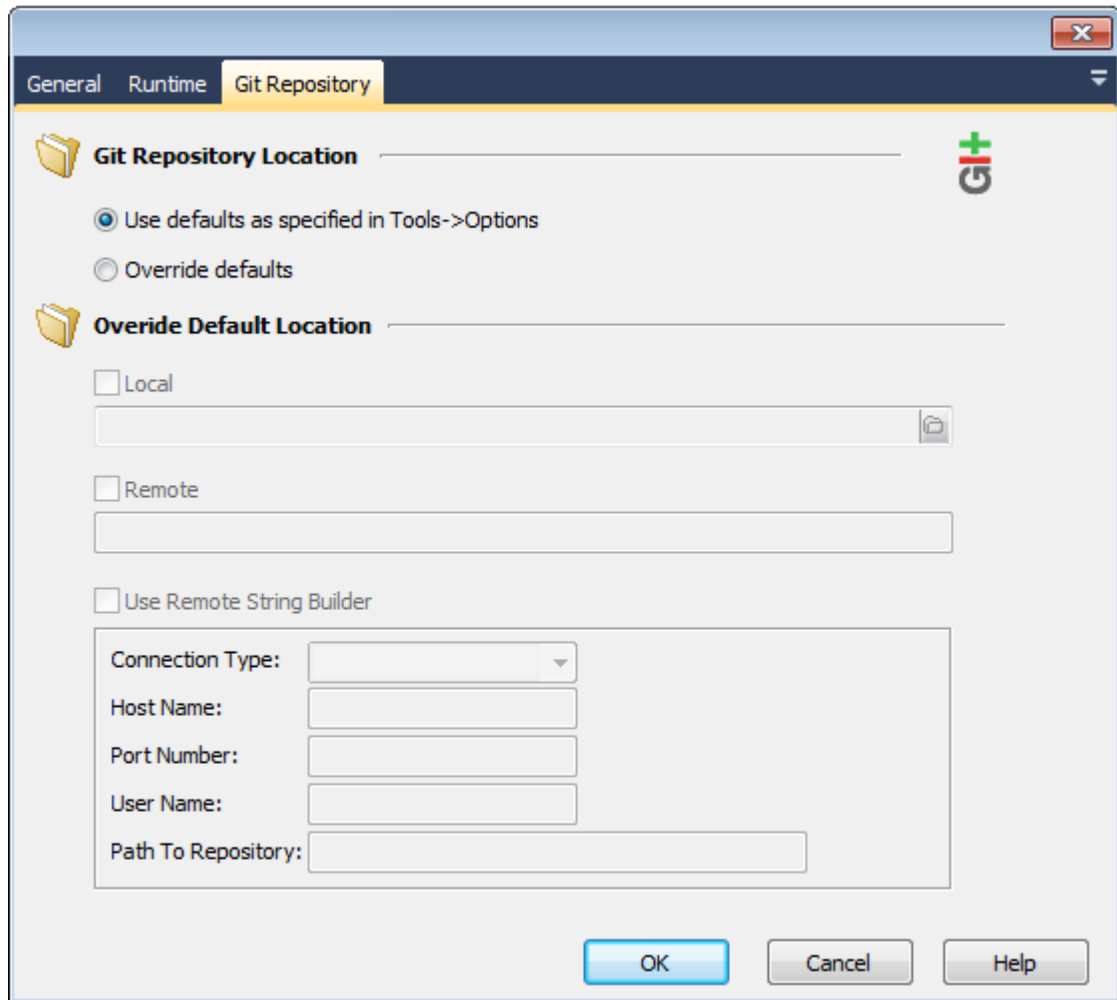 General Runtime Git Repository
Git Repository Location
GIt
Use defaults as specified in Tools->Options
Override defaults
Overide Default Location
Local
Remote
Use Remote String Builder
Connection Type:
Host Name:
Port Number:
User Name:
Path To Repository:
OK Cancel Help